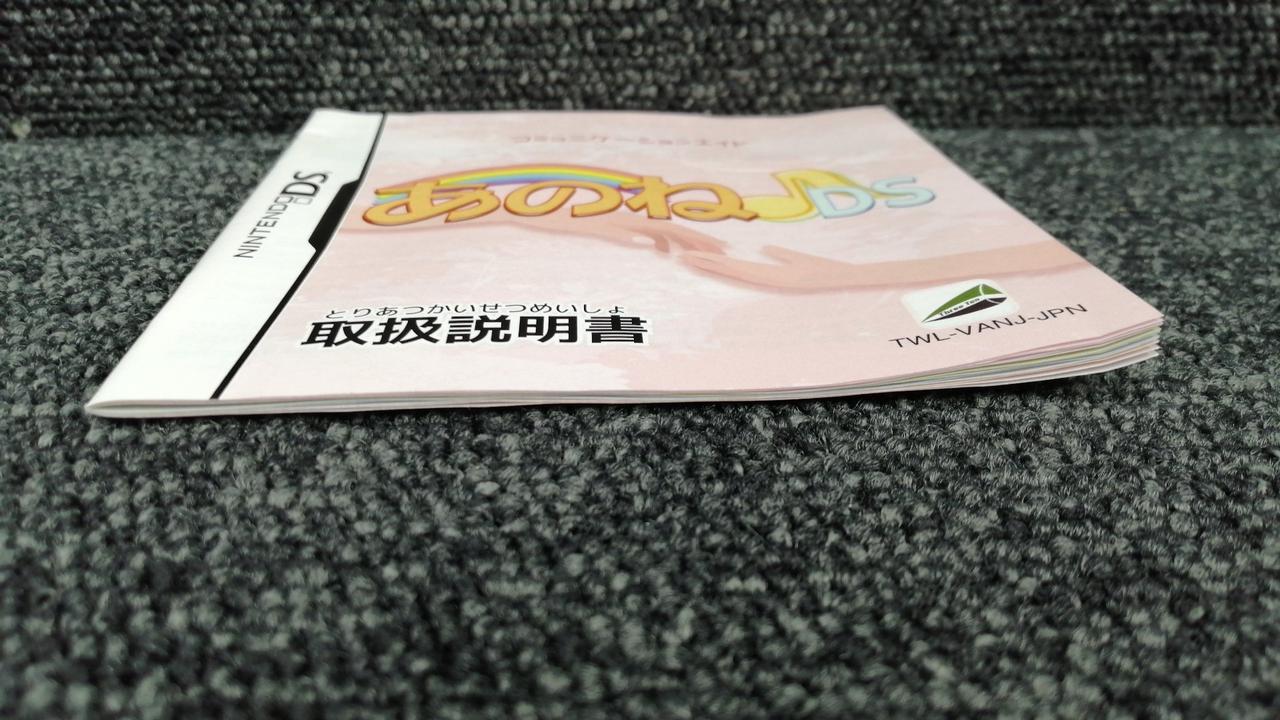 コミュニケーションエイド
あのね♪DS
NINTENDO DS
とりあつかいせつめいしょ
取扱説明書
Three Ten
TWL-VANJ-JPN